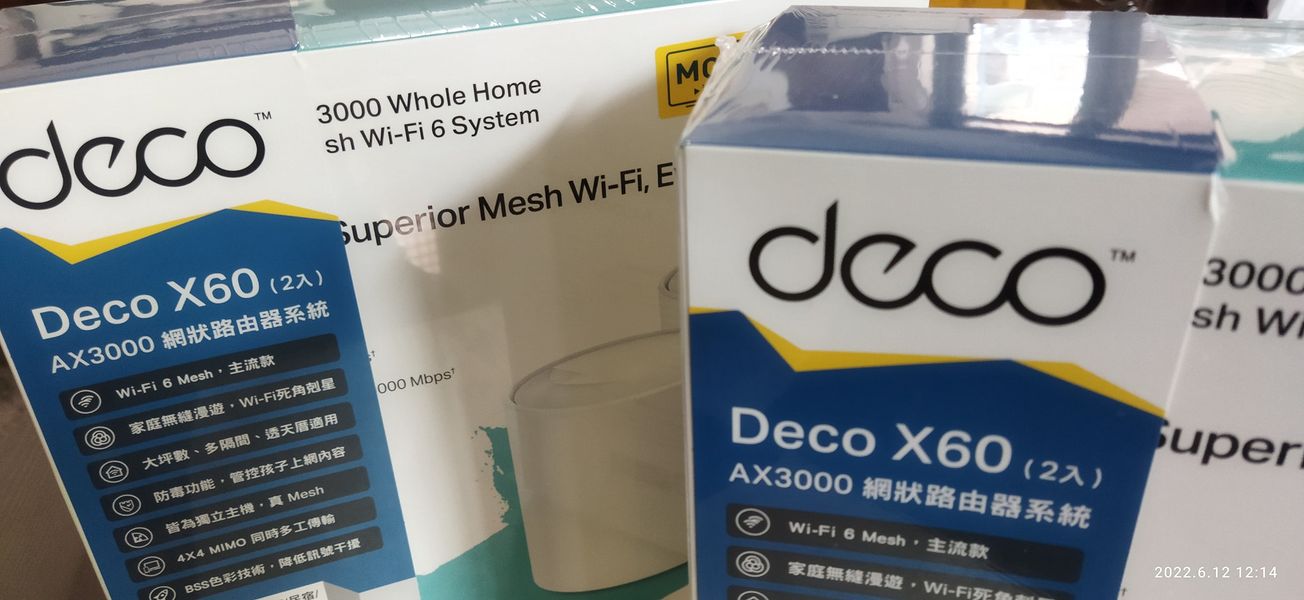 deco™
3000 Whole Home
sh Wi-Fi 6 System
Superior Mesh Wi-Fi,
Deco X60 (2入)
AX3000 網狀路由器系統
Wi-Fi 6 Mesh，主流款
家庭無縫漫遊，Wi-Fi死角剋星
大坪數、多隔間、透天厝適用
防毒功能，管控孩子上網內容
皆為獨立主機，真 Mesh
4X4 MIMO 同時多工傳輸
BSS色彩技術，降低訊號干擾
000 Mbps†
deco™
3000
sh Wi
Superi
Deco X60 (2入)
AX3000 網狀路由器系統
Wi-Fi 6 Mesh，主流款
家庭無縫漫遊，Wi-Fi死角剋
2022.6.12 12:14